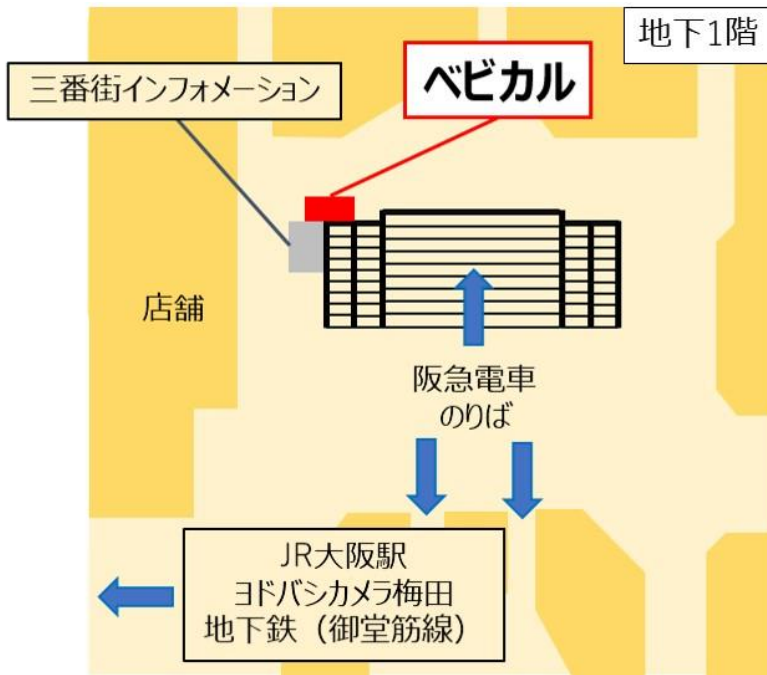 地下1階
ベビカル
三番街インフォメーション
店舗
阪急電車
のりば
JR大阪駅
ヨドバシカメラ梅田
地下鉄（御堂筋線）